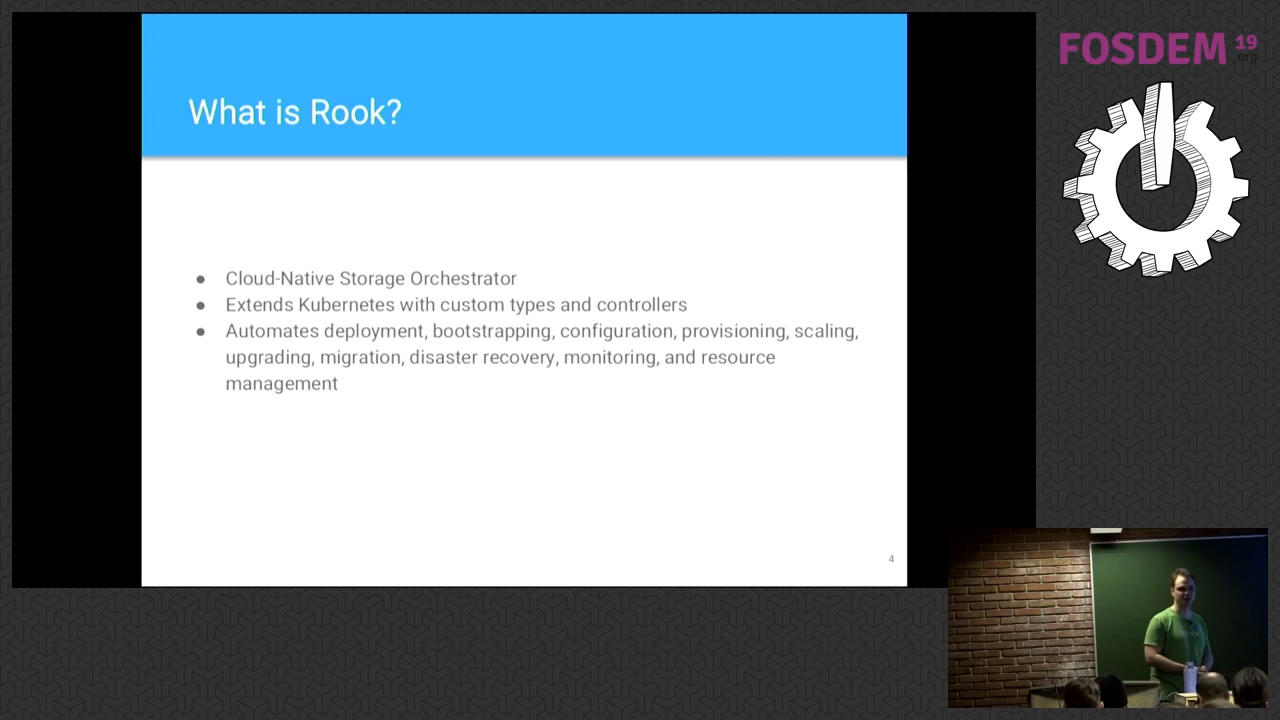 What is Rook?
● Cloud-Native Storage Orchestrator
● Extends Kubernetes with custom types and controllers
● Automates deployment, bootstrapping, configuration, provisioning, scaling,
upgrading, migration, disaster recovery, monitoring, and resource
management
4
FOSDEM 19
.org